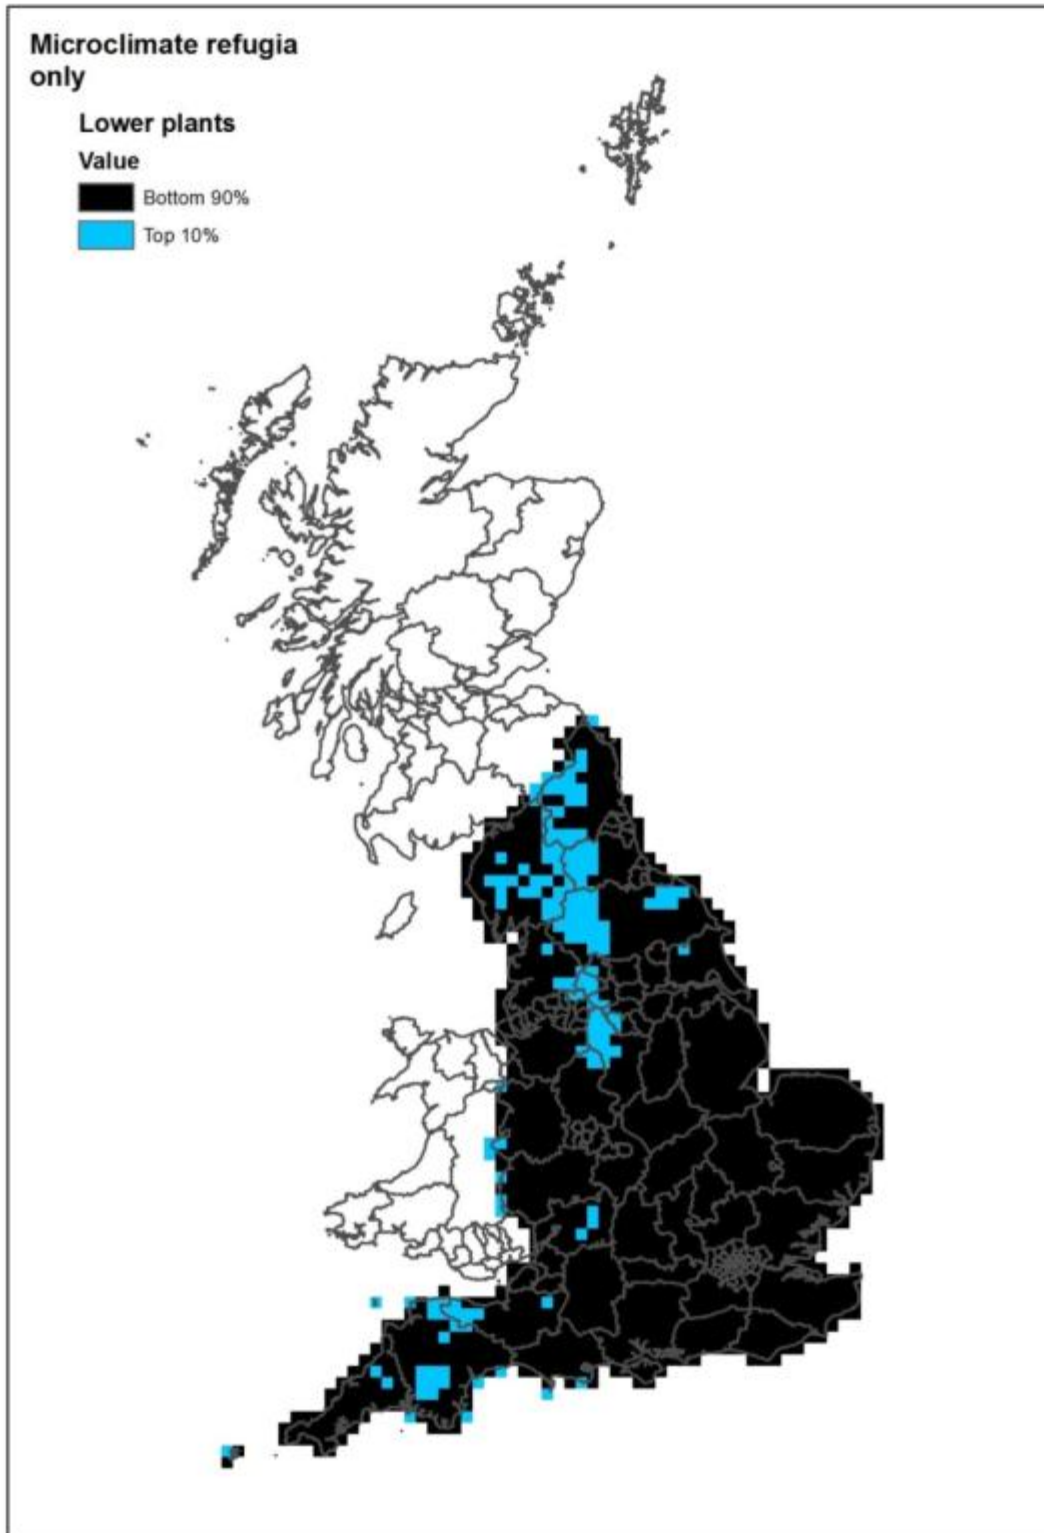 Microclimate refugia
only
Lower plants
Value
Bottom 90%
Top 10%